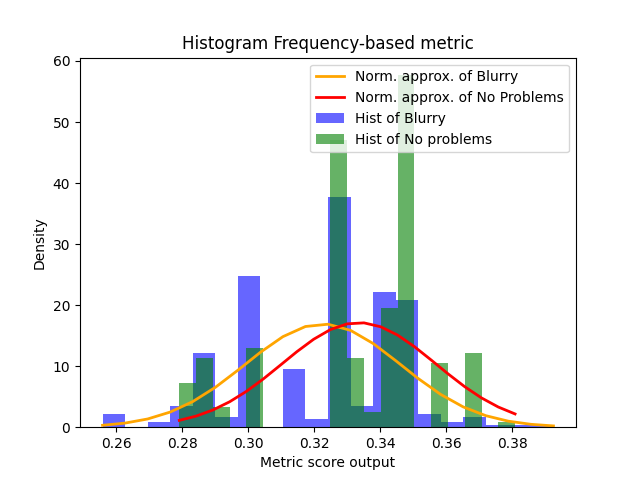 Histogram Frequency-based metric
Norm. approx. of Blurry
Norm. approx. of No Problems
Hist of Blurry
Hist of No problems
60
50
40
30
20
10
0
Density
0.26 0.28 0.30 0.32 0.34 0.36 0.38
Metric score output